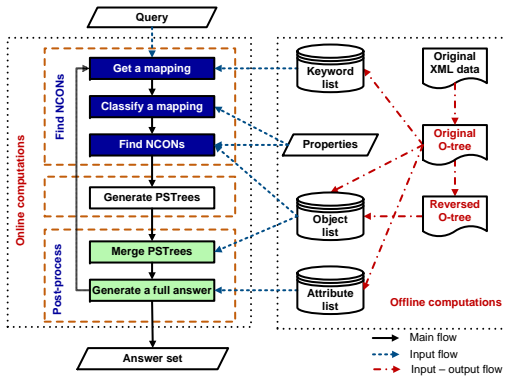 Query
Online computations
Find NCONs
Get a mapping
Classify a mapping
Find NCONs
Generate PSTrees
Post-process
Merge PSTrees
Generate a full answer
Answer set
Keyword
list
Properties
Object
list
Attribute
list
Original
XML data
Original
O-tree
Reversed
O-tree
Offline computations
Main flow
Input flow
Input – output flow